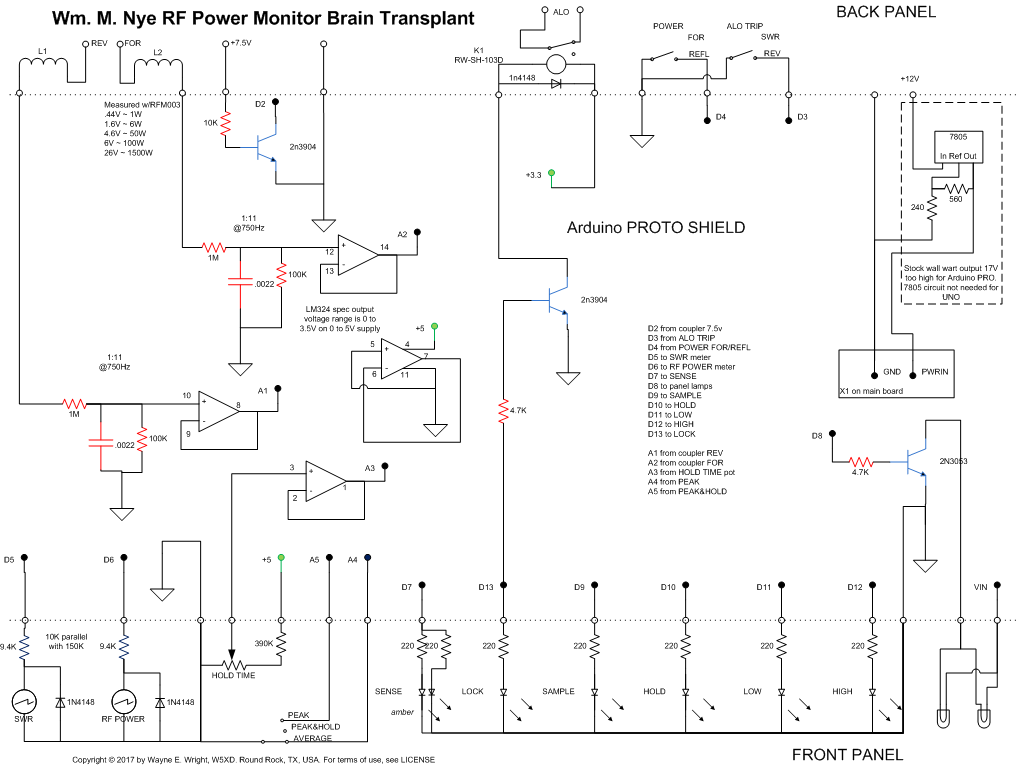 Wm. M. Nye RF Power Monitor Brain Transplant
BACK PANEL
ALO
L1
REV
FOR
L2
+7.5V
K1
RW-SH-103D
1n4148
POWER
FOR
REFL
ALO TRIP
SWR
REV
+12V
Measured w/RFM003
.44V ~ 1W
1.6V ~ 6W
4.6V ~ 50W
6V ~ 100W
26V ~ 1500W
10K
D2
2n3904
D4
D3
7805
In Ref Out
240
560
+3.3
Arduino PROTO SHIELD
1:11
@750Hz
1M
.0022
100K
12
13
14
A2
+
-
Stock wall wart output 17V
too high for Arduino PRO.
7805 circuit not needed for
UNO
LM324 spec output
voltage range is 0 to
3.5V on 0 to 5V supply
+5
5
6
4
7
11
+
-
2n3904
D2 from coupler 7.5v
D3 from ALO TRIP
D4 from POWER FOR/REFL
D5 to SWR meter
D6 to RF POWER meter
D7 to SENSE
D8 to panel lamps
D9 to SAMPLE
D10 to HOLD
D11 to LOW
D12 to HIGH
D13 to LOCK
A1 from coupler REV
A2 from coupler FOR
A3 from HOLD TIME pot
A4 from PEAK
A5 from PEAK&HOLD
GND
PWRIN
X1 on main board
1:11
@750Hz
1M
.0022
100K
10
9
8
A1
+
-
4.7K
D8
4.7K
2N3053
3
2
1
A3
+
-
D5
D6
+5
A5
A4
D7
D13
D9
D10
D11
D12
VIN
9.4K
10K parallel
with 150K
9.4K
390K
HOLD TIME
220
220
220
220
220
220
220
SWR
1N4148
RF POWER
1N4148
PEAK
PEAK&HOLD
AVERAGE
SENSE
amber
LOCK
SAMPLE
HOLD
LOW
HIGH
FRONT PANEL
Copyright © 2017 by Wayne E. Wright, W5XD. Round Rock, TX, USA. For terms of use, see LICENSE